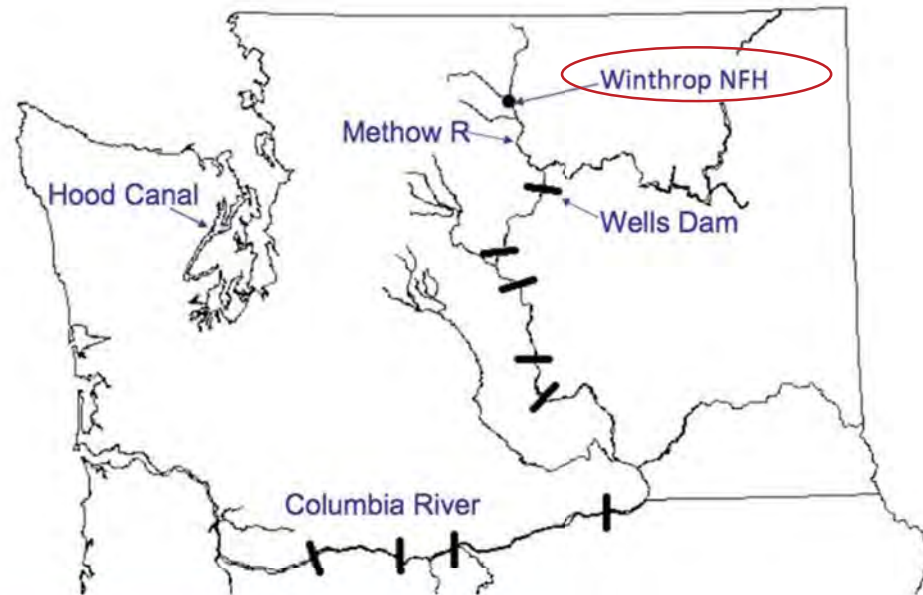 Winthrop NFH
Methow R
Hood Canal
Wells Dam
Columbia River